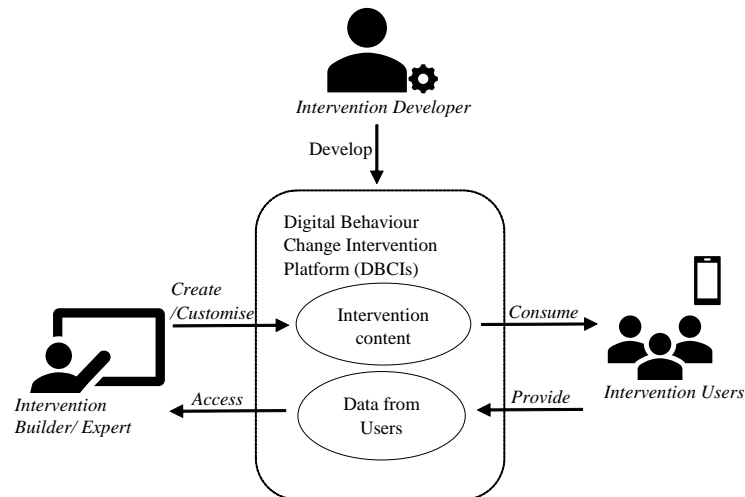 Intervention Developer
Develop
Digital Behaviour
Change Intervention
Platform (DBCIs)
Create
/Customise
Intervention
content
Consume
Intervention Users
Access
Data from
Users
Provide
Intervention
Builder/ Expert